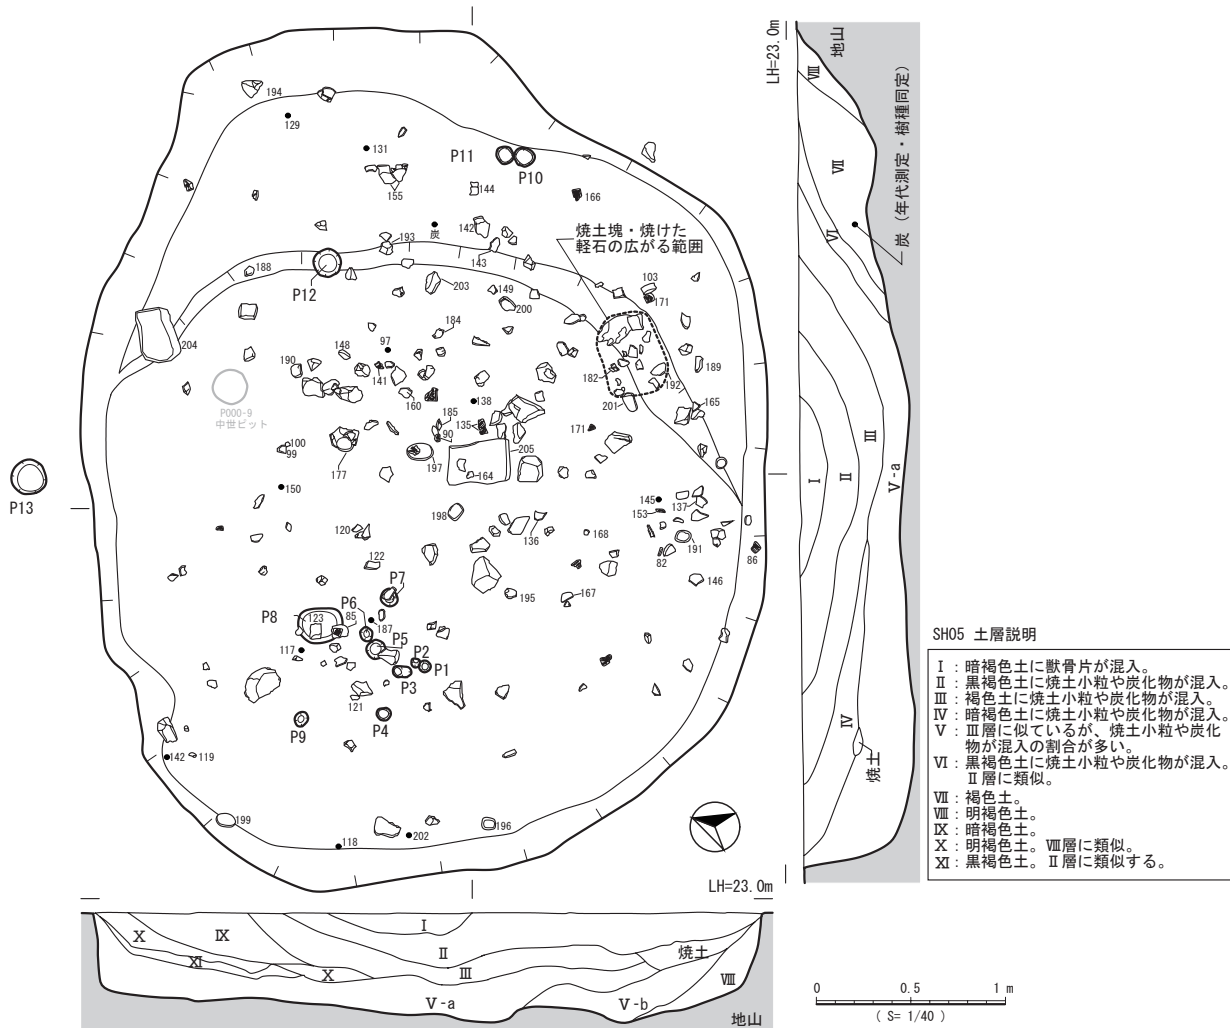 194
129
131
P11
P10
155
144
166
炭
142
193
143
焼土塊・焼けた
軽石の広がる範囲
188
P12
203
149
200
103
171
204
184
148
97
190
141
182
192
189
160
138
201
165
P000-9
中世ピット
185
135
90
171
100
99
177
197
205
164
P13
150
145
137
153
198
136
168
120
191
82
86
122
146
P7
195
167
P8
P6
123
85
187
P5
117
P2
P1
P3
121
P4
P9
142
119
199
118
202
196
LH=23.0m
地山
Ⅷ
Ⅶ
Ⅵ
炭 (年代測定・樹種同定)
Ⅰ
Ⅱ
Ⅲ
Ⅴ-a
Ⅳ
焼土
SH05 土層説明
Ⅰ:暗褐色土に獣骨片が混入。
Ⅱ:黒褐色土に焼土小粒や炭化物が混入。
Ⅲ:褐色土に焼土小粒や炭化物が混入。
Ⅳ:暗褐色土に焼土小粒や炭化物が混入。
Ⅴ:Ⅲ層に似ているが、焼土小粒や炭化
物が混入の割合が多い。
Ⅵ:黒褐色土に焼土小粒や炭化物が混入。
Ⅱ層に類似。
Ⅶ:褐色土。
Ⅷ:明褐色土。
Ⅸ:暗褐色土。
Ⅹ:明褐色土。Ⅷ層に類似。
Ⅺ:黒褐色土。Ⅱ層に類似する。
LH=23.0m
Ⅰ
Ⅸ
Ⅹ
Ⅱ
焼土
Ⅺ
Ⅹ
Ⅲ
Ⅷ
Ⅴ-a
Ⅴ-b
地山
0 0.5 1 m
( S= 1/40 )